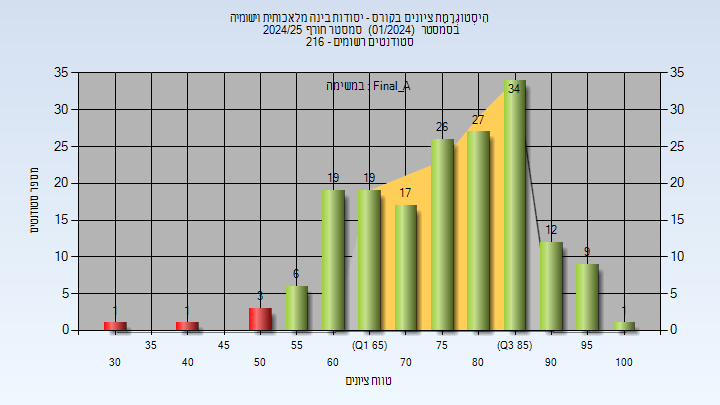 היסטוגרמת ציונים בקורס - יסודות בינה מלאכותית וישומיה
בסמסטר (01/2024) סמסטר חורף 2024/25
סטודנטים רשומים - 216
במשימה : Final_A
מספר סטודנטים
35 35
30 30
25 25
20 20
15 15
10 10
5 5
0 0
1 1 3 6 19 19 17 26 27 34 12 9 1
35 45 55 (Q1 65) 75 (Q3 85) 95
30 40 50 60 70 80 90 100
טווח ציונים